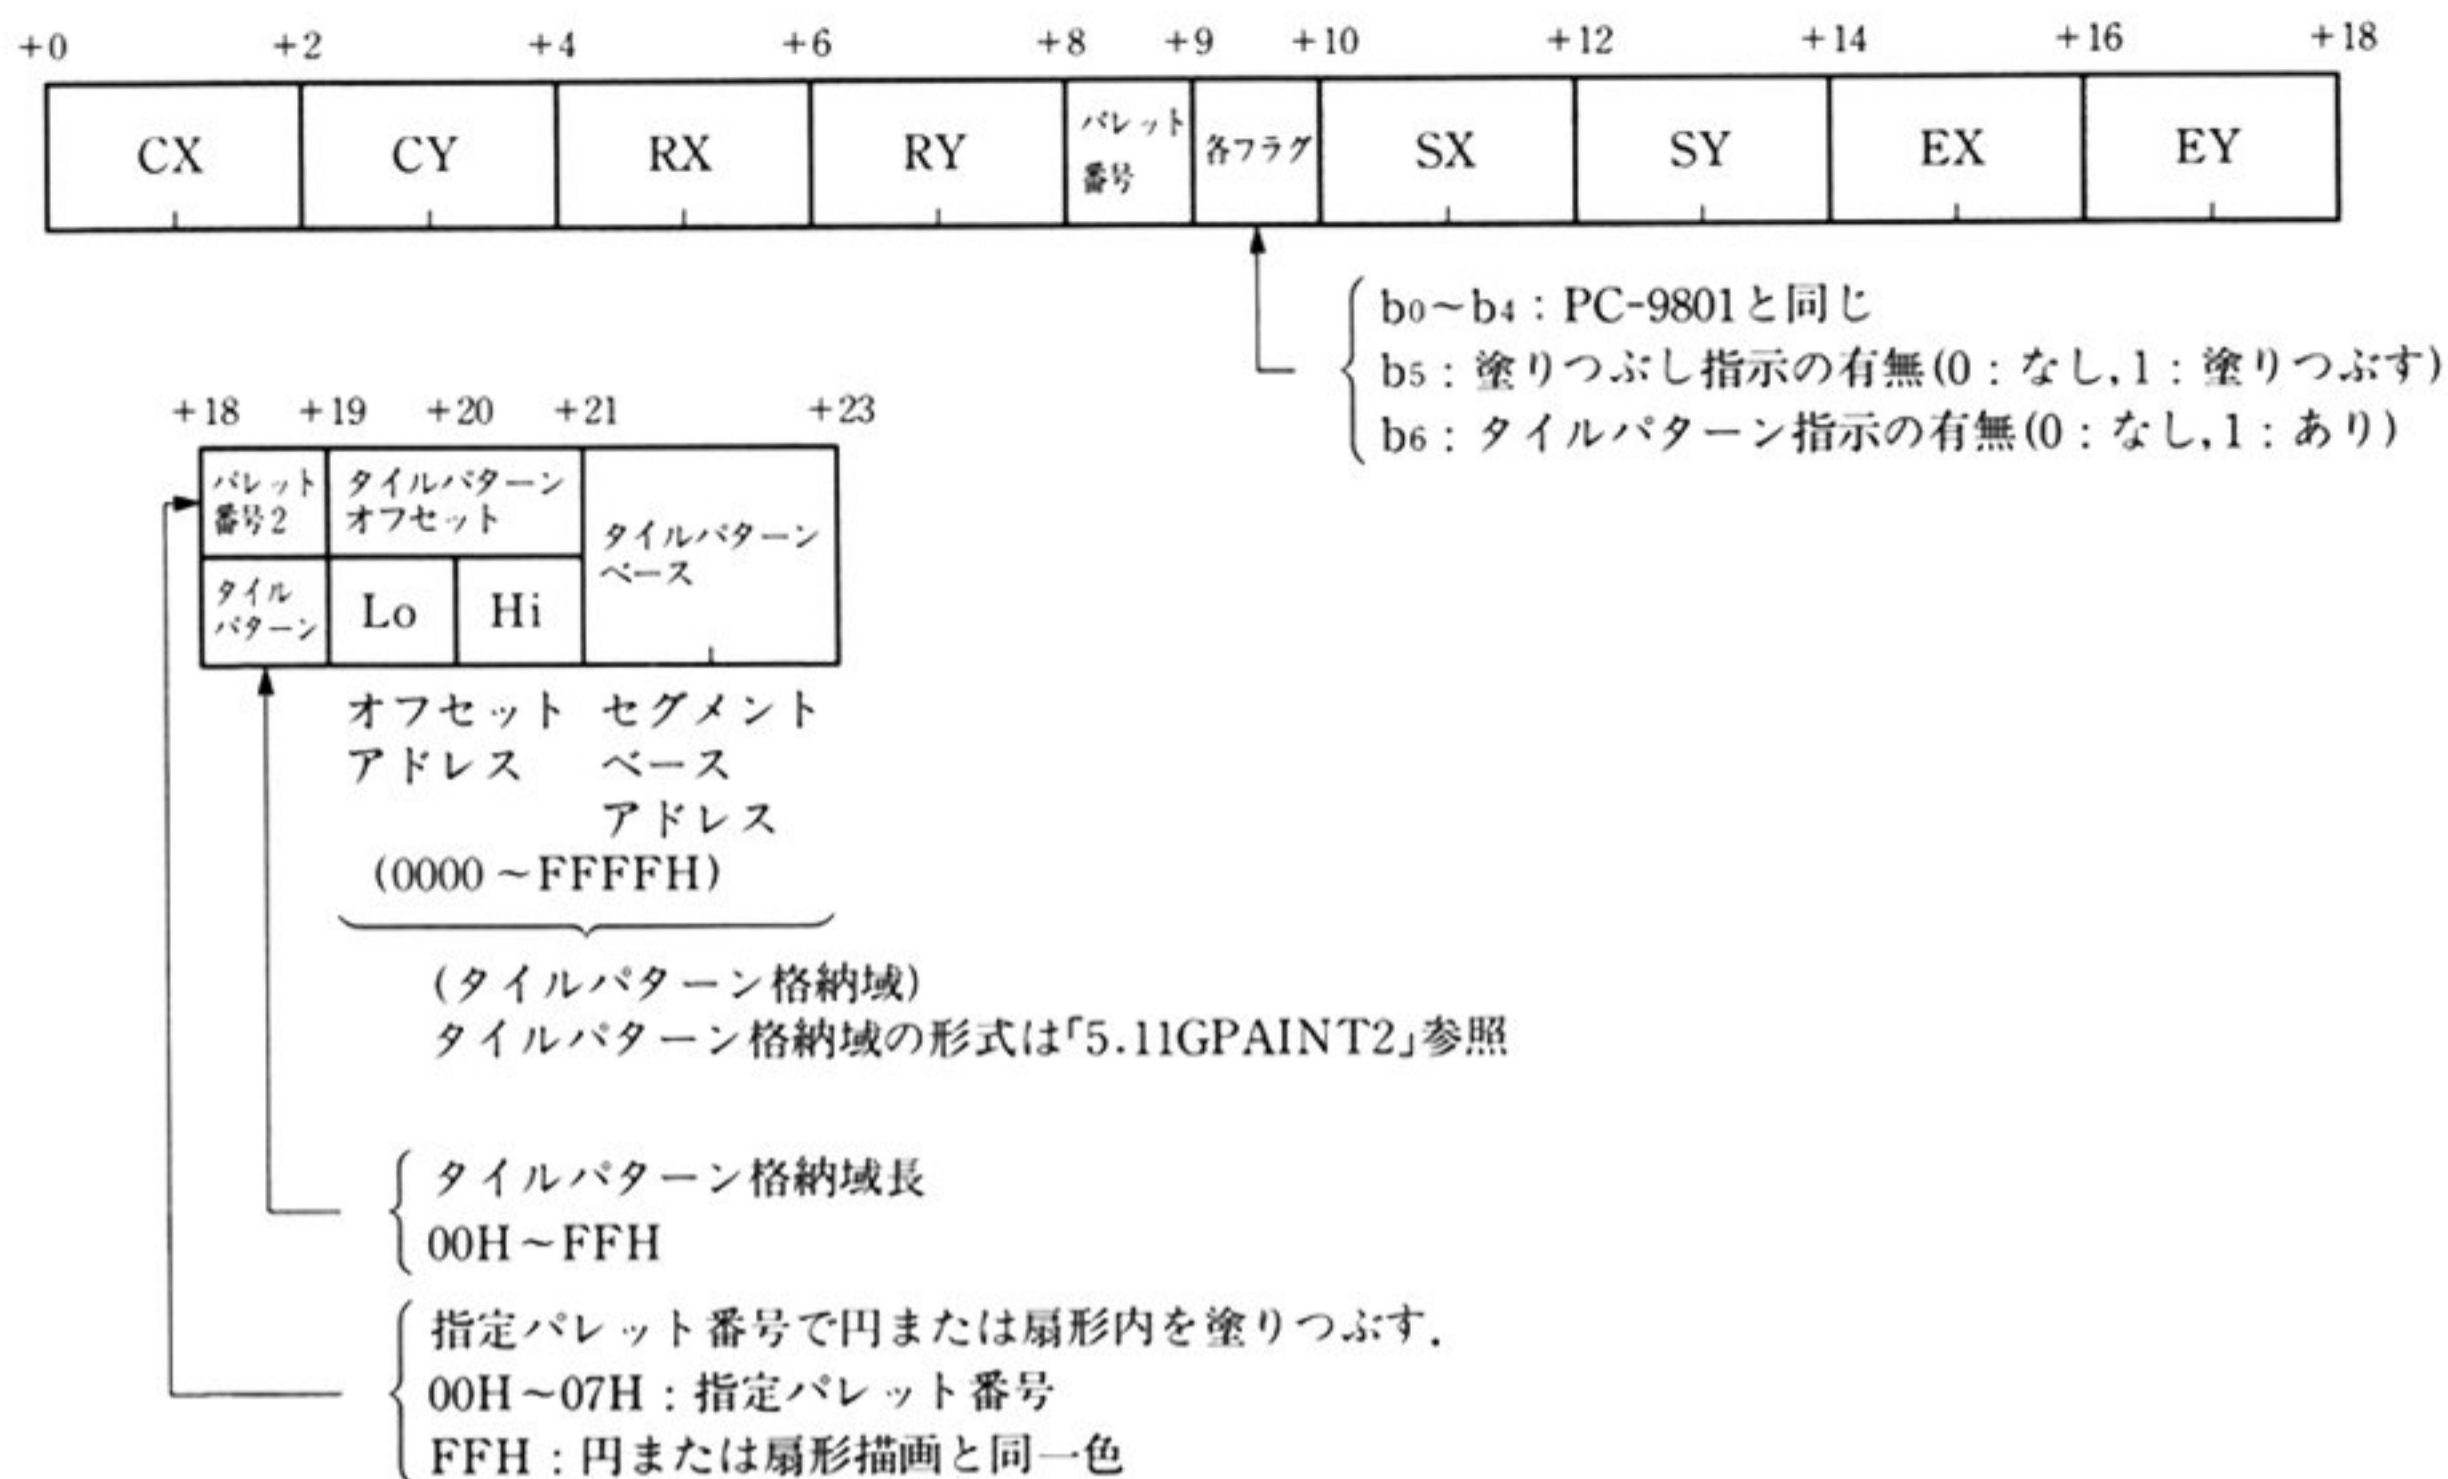 +0 +2 +4 +6 +8 +9 +10 +12 +14 +16 +18
CX CY RX RY パレット番号 各フラグ SX SY EX EY
b0~b4：PC-9801と同じ
b5：塗りつぶし指示の有無(0：なし,1：塗りつぶす)
b6：タイルパターン指示の有無(0：なし,1：あり)
+18 +19 +20 +21 +23
パレット
番号2
タイルパターン
オフセット
タイルパターン
ベース
タイル
パターン
Lo Hi
オフセット
アドレス
セグメント
ベース
アドレス
(0000~FFFFH)
(タイルパターン格納域)
タイルパターン格納域の形式は「5.11GPAINT2」参照
タイルパターン格納域長
00H~FFH
指定パレット番号で円または扇形内を塗りつぶす.
00H~07H：指定パレット番号
FFH：円または扇形描画と同一色